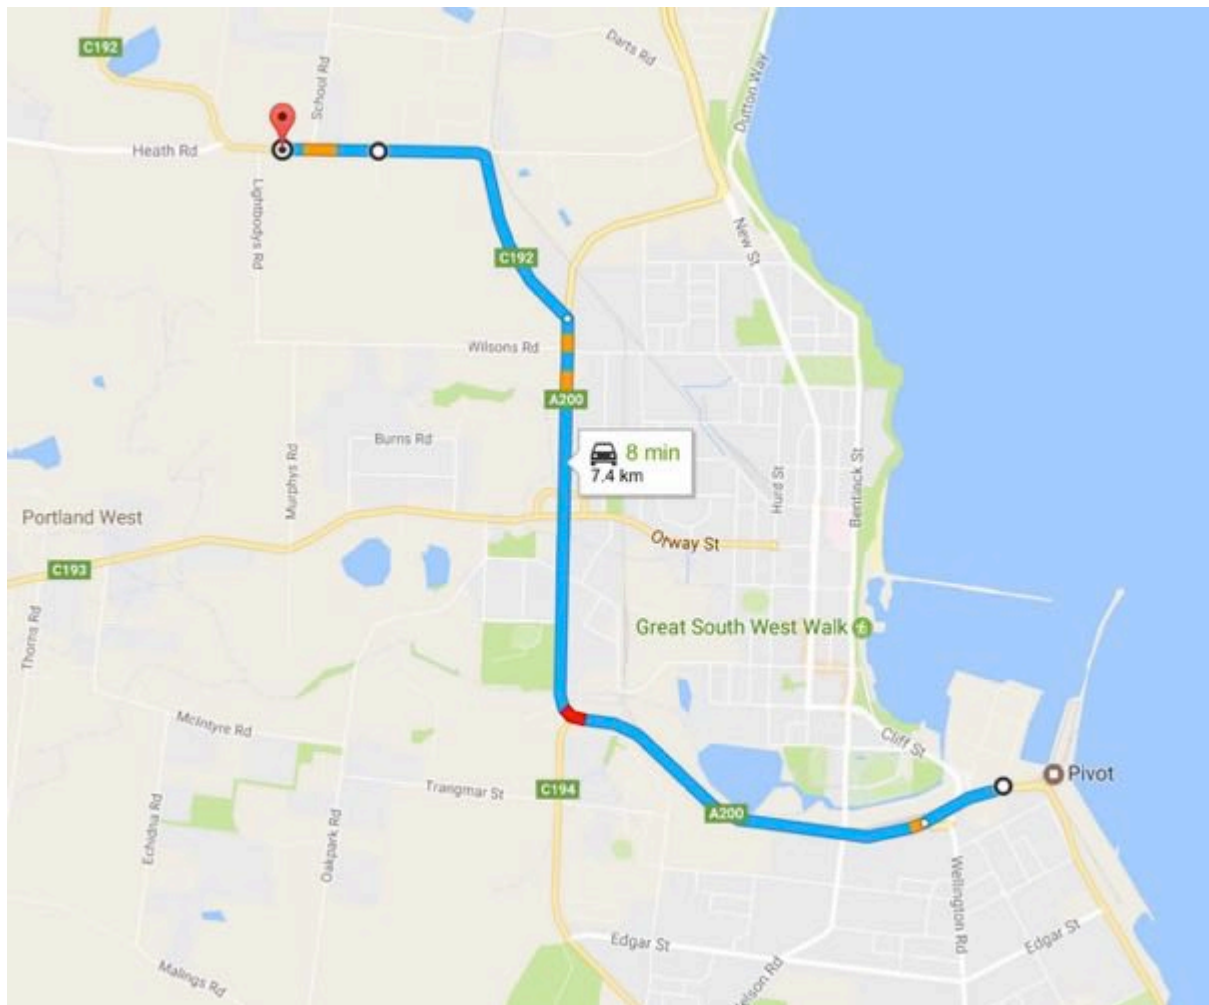 C192
Darts Rd
School Rd
Dutton Way
Heath Rd
Lightbodys Rd
New St
C192
Wilsons Rd
A200
Burns Rd
8 min
7.4 km
Murphys Rd
Hurd St
Bentinck St
Portland West
Otway St
C193
Thorns Rd
Great South West Walk
McIntyre Rd
Cliff St
Pivot
Trangmar St
C194
A200
Echidna Rd
Oakpark Rd
Wellington Rd
Edgar St
Edgar St
Malings Rd
elson Rd